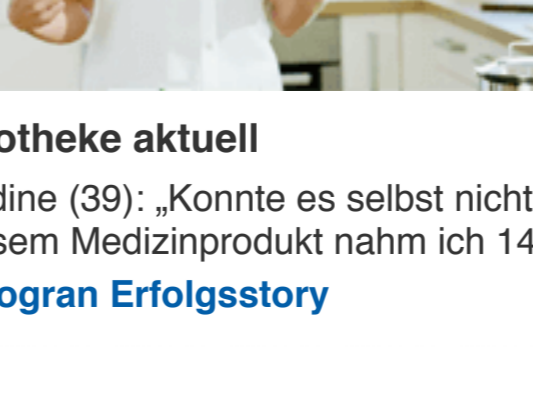 otheke aktuell
dine (39): „Konnte es selbst nicht
sem Medizinprodukt nahm ich 14
ogran Erfolgsstory